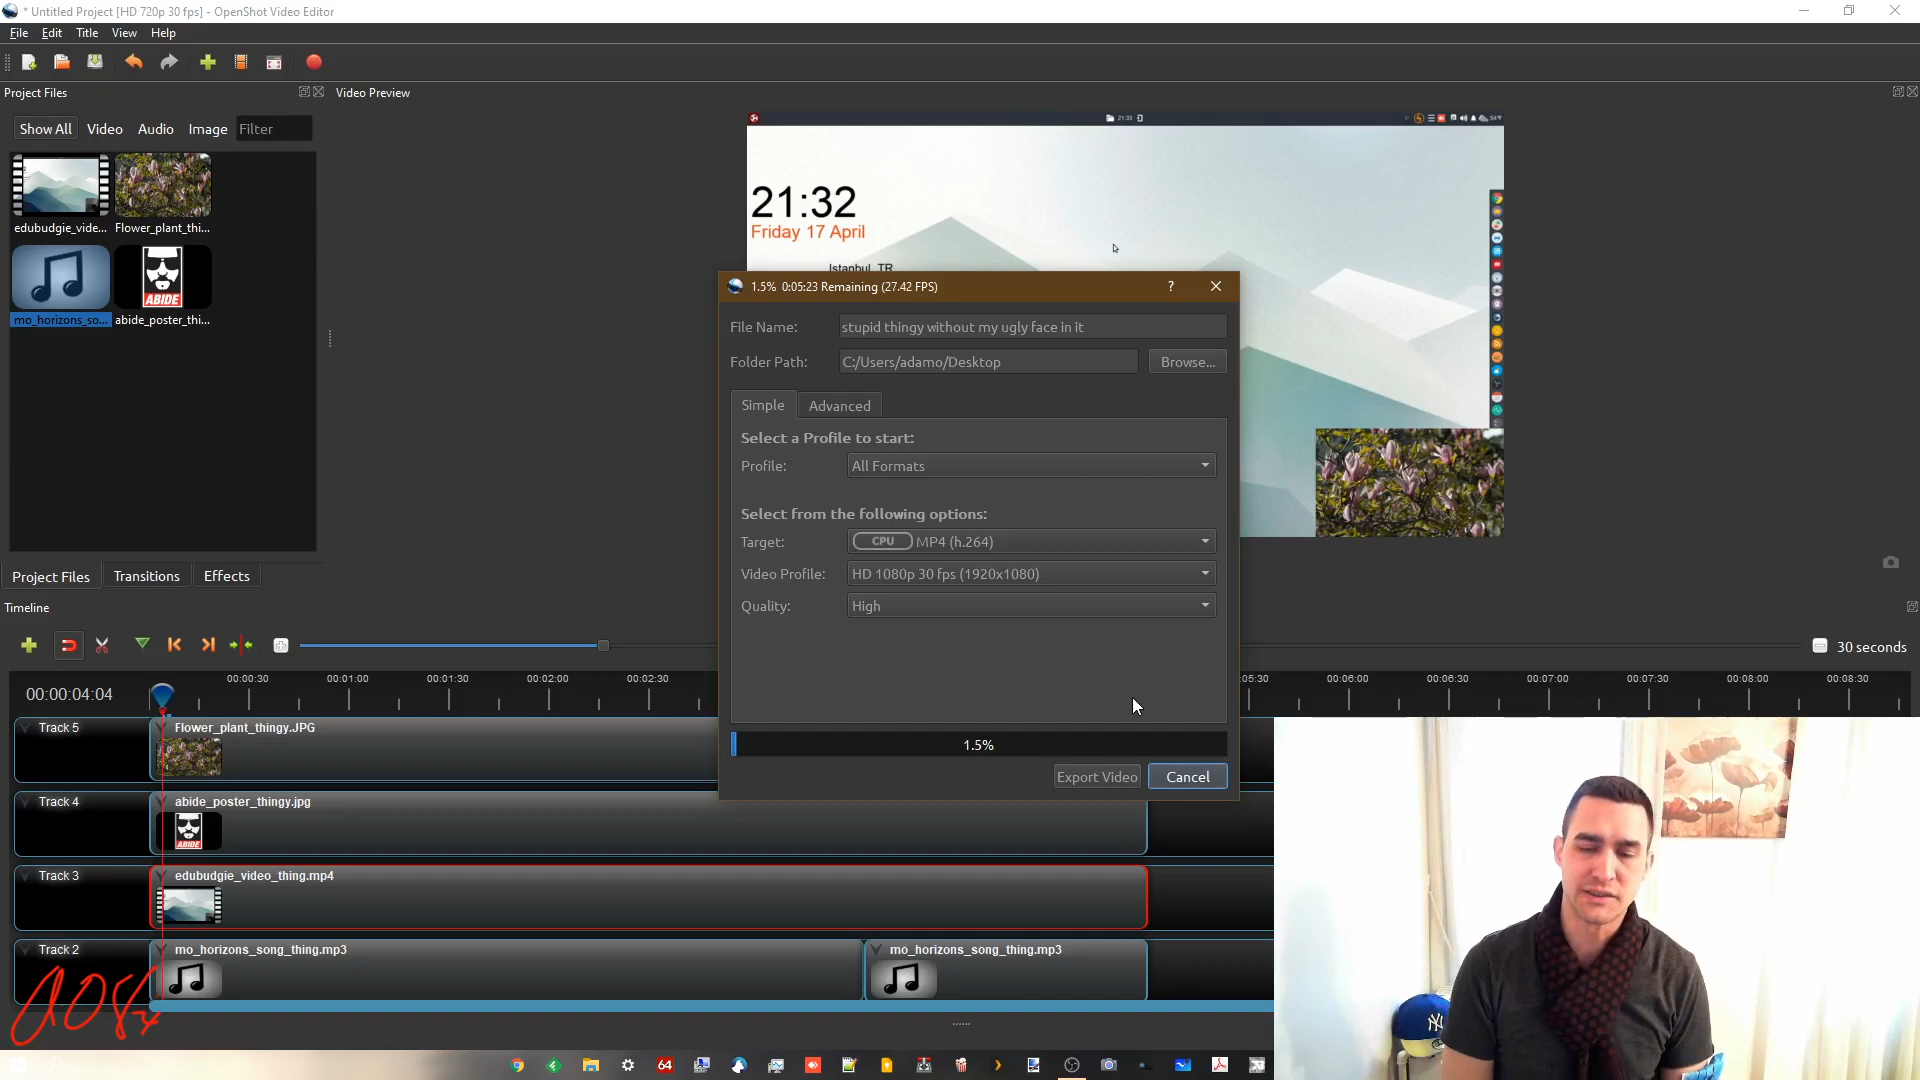 * Untitled Project [HD 720p 30 fps] - OpenShot Video Editor
File Edit Title View Help
Project Files
Video Preview
Show All Video Audio Image Filter
edubudgie_vide...
Flower_plant_thi...
ABIDE
mo_horizons_so...
abide_poster_thi...
21:33
54°F
21:32
Friday 17 April
Istanbul, TR
1.5% 0:05:23 Remaining (27.42 FPS)
?
File Name: stupid thingy without my ugly face in it
Folder Path: C:/Users/adamo/Desktop Browse...
Simple Advanced
Select a Profile to start:
Profile: All Formats
Select from the following options:
Target: CPU MP4 (h.264)
Video Profile: HD 1080p 30 fps (1920x1080)
Quality: High
1.5%
Export Video Cancel
Project Files Transitions Effects
Timeline
30 seconds
00:00:04:04
00:00:30 00:01:00 00:01:30 00:02:00 00:02:30 05:30 00:06:00 00:06:30 00:07:00 00:07:30 00:08:00 00:08:30
Track 5 Flower_plant_thingy.JPG
Track 4 abide_poster_thingy.jpg
ABIDE
Track 3 edubudgie_video_thing.mp4
Track 2 mo_horizons_song_thing.mp3 mo_horizons_song_thing.mp3
64